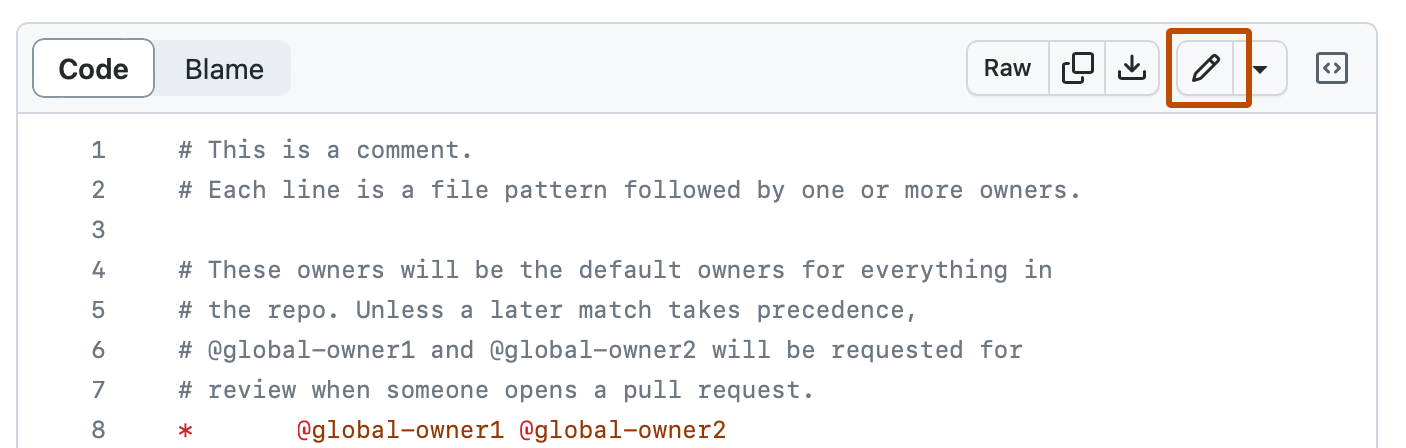 Code Blame Raw
1 # This is a comment.
2 # Each line is a file pattern followed by one or more owners.
3
4 # These owners will be the default owners for everything in
5 # the repo. Unless a later match takes precedence,
6 # @global-owner1 and @global-owner2 will be requested for
7 # review when someone opens a pull request.
8 * @global-owner1 @global-owner2